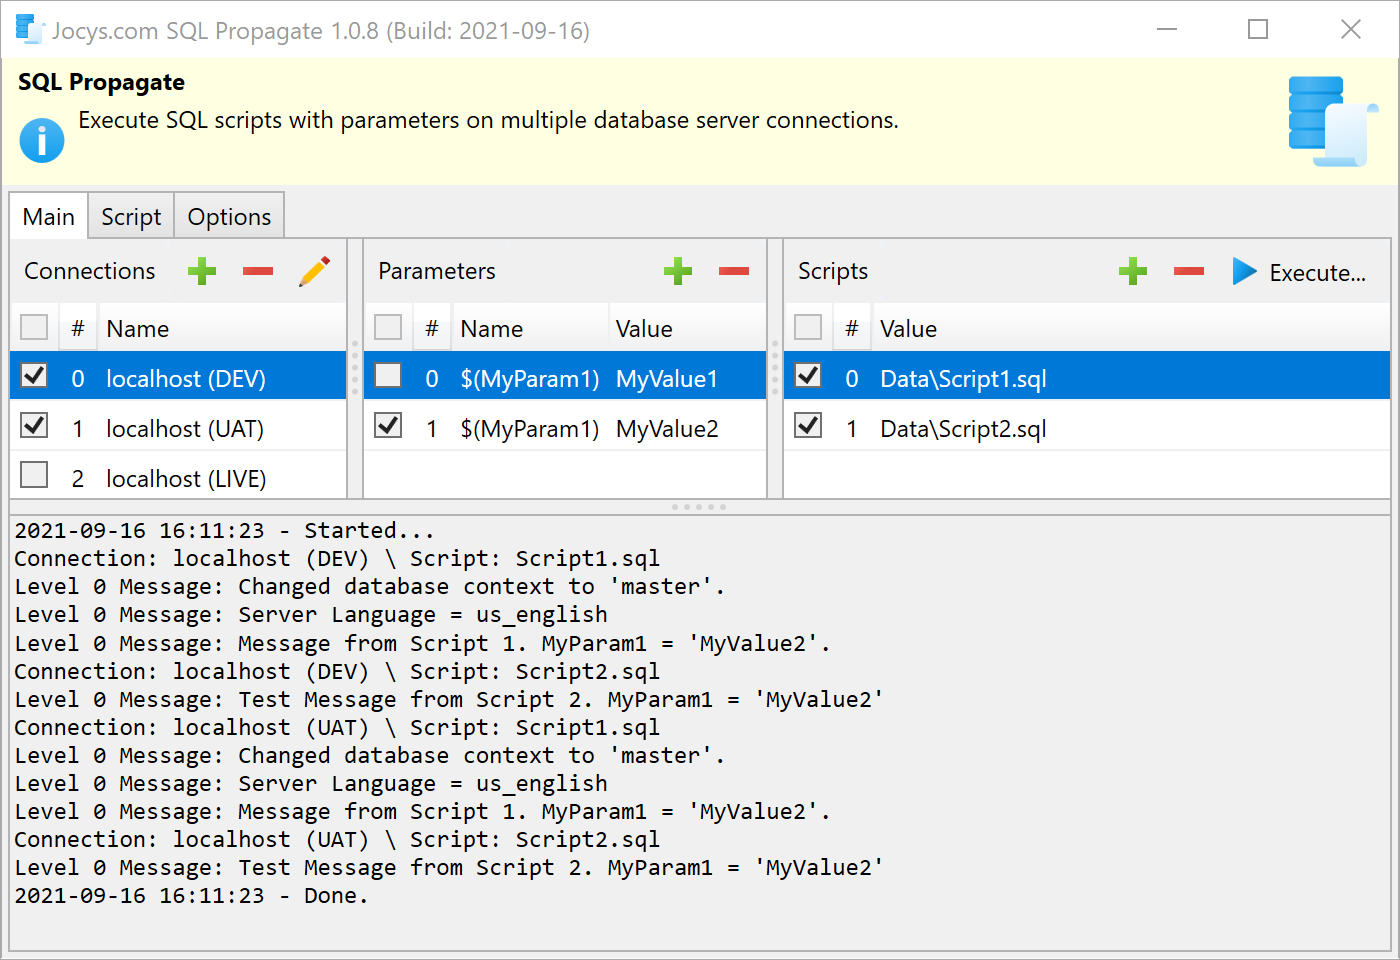 Jocys.com SQL Propagate 1.0.8 (Build: 2021-09-16)
SQL Propagate
Execute SQL scripts with parameters on multiple database server connections.
Main Script Options
Connections
# Name
0 localhost (DEV)
1 localhost (UAT)
2 localhost (LIVE)
Parameters
# Name Value
0 $(MyParam1) MyValue1
1 $(MyParam1) MyValue2
Scripts Execute...
# Value
0 Data\Script1.sql
1 Data\Script2.sql
2021-09-16 16:11:23 - Started...
Connection: localhost (DEV) \ Script: Script1.sql
Level 0 Message: Changed database context to 'master'.
Level 0 Message: Server Language = us_english
Level 0 Message: Message from Script 1. MyParam1 = 'MyValue2'.
Connection: localhost (DEV) \ Script: Script2.sql
Level 0 Message: Test Message from Script 2. MyParam1 = 'MyValue2'
Connection: localhost (UAT) \ Script: Script1.sql
Level 0 Message: Changed database context to 'master'.
Level 0 Message: Server Language = us_english
Level 0 Message: Message from Script 1. MyParam1 = 'MyValue2'.
Connection: localhost (UAT) \ Script: Script2.sql
Level 0 Message: Test Message from Script 2. MyParam1 = 'MyValue2'
2021-09-16 16:11:23 - Done.